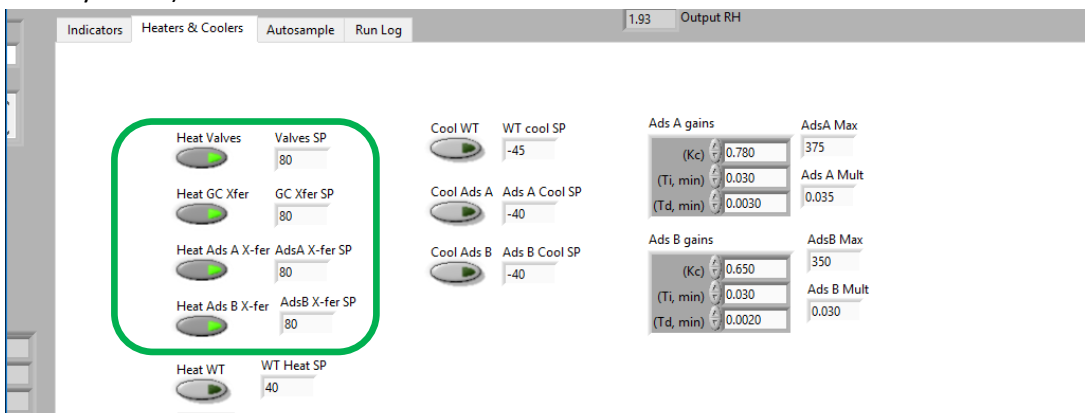 1.93 Output RH
Indicators Heaters & Coolers Autosample Run Log
Heat Valves Valves SP
80
Heat GC Xfer GC Xfer SP
80
Heat Ads A X-fer AdsA X-fer SP
80
Heat Ads B X-fer AdsB X-fer SP
80
Heat WT WT Heat SP
40
Cool WT WT cool SP
-45
Cool Ads A Ads A Cool SP
-40
Cool Ads B Ads B Cool SP
-40
Ads A gains
(Kc) 0.780
(Ti, min) 0.030
(Td, min) 0.0030
AdsA Max
375
Ads A Mult
0.035
Ads B gains
(Kc) 0.650
(Ti, min) 0.030
(Td, min) 0.0020
AdsB Max
350
Ads B Mult
0.030